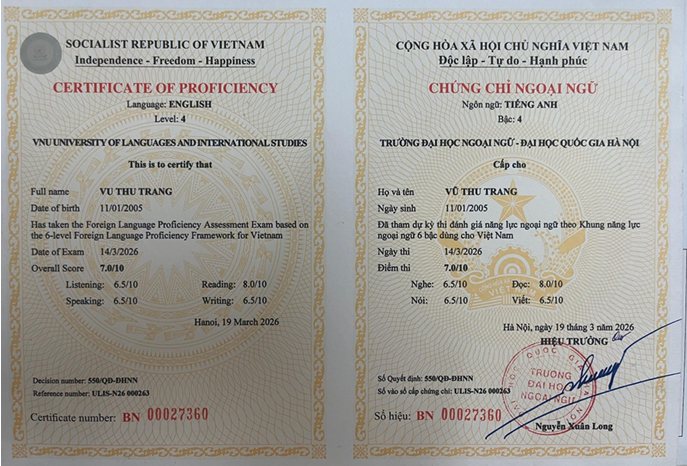 SOCIALIST REPUBLIC OF VIETNAM
Independence - Freedom - Happiness
CERTIFICATE OF PROFICIENCY
Language: ENGLISH
Level: 4
VNU UNIVERSITY OF LANGUAGES AND INTERNATIONAL STUDIES
This is to certify that
Full name VU THU TRANG
Date of birth 11/01/2005
Has taken the Foreign Language Proficiency Assessment Exam based on
the 6-level Foreign Language Proficiency Framework for Vietnam
Date of Exam 14/3/2026
Overall Score 7.0/10
Listening: 6.5/10 Reading: 8.0/10
Speaking: 6.5/10 Writing: 6.5/10
Hanoi, 19 March 2026
Decision number: 550/QĐ-ĐHNN
Reference number: ULIS-N26 000263
Certificate number: BN 00027360
CỘNG HÒA XÃ HỘI CHỦ NGHĨA VIỆT NAM
Độc lập - Tự do - Hạnh phúc
CHỨNG CHỈ NGOẠI NGỮ
Ngôn ngữ: TIẾNG ANH
Bậc: 4
TRƯỜNG ĐẠI HỌC NGOẠI NGỮ - ĐẠI HỌC QUỐC GIA HÀ NỘI
Cấp cho
Họ và tên VŨ THU TRANG
Ngày sinh 11/01/2005
Đã tham dự kỳ thi đánh giá năng lực ngoại ngữ theo Khung năng lực
ngoại ngữ 6 bậc dùng cho Việt Nam
Ngày thi 14/3/2026
Điểm thi 7.0/10
Nghe: 6.5/10 Đọc: 8.0/10
Nói: 6.5/10 Viết: 6.5/10
Hà Nội, ngày 19 tháng 3 năm 2026
HIỆU TRƯỞNG
TRƯỜNG
ĐẠI HỌC
NGOẠI NGỮ
Số Quyết định: 550/QĐ-ĐHNN
Số vào sổ cấp chứng chỉ: ULIS-N26 000263
Số hiệu: BN 00027360
Nguyễn Xuân Long